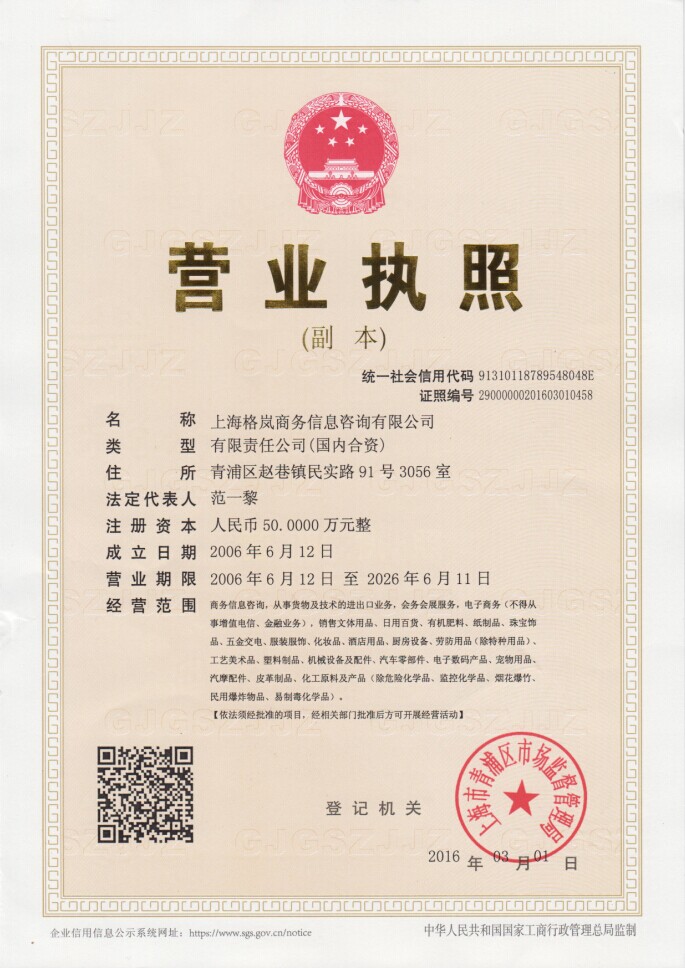 营业执照
(副 本)
统一社会信用代码 91310118789548048E
证照编号 29000000201603010458
名 称 上海格岚商务信息咨询有限公司
类 型 有限责任公司(国内合资)
住 所 青浦区赵巷镇民实路91号3056室
法定代表人 范一黎
注册资本 人民币50.0000万元整
成立日期 2006年6月12日
营业期限 2006年6月12日 至 2026年6月11日
经营范围 商务信息咨询，从事货物及技术的进出口业务，会务会展服务，电子商务（不得从
事增值电信、金融业务），销售文体用品、日用百货、有机肥料、纸制品、珠宝饰
品、五金交电、服装服饰、化妆品、酒店用品、厨房设备、劳防用品（除特种用品）、
工艺美术品、塑料制品、机械设备及配件、汽车零部件、电子数码产品、宠物用品、
汽摩配件、皮革制品、化工原料及产品（除危险化学品、监控化学品、烟花爆竹、
民用爆炸物品、易制毒化学品）。
【依法须经批准的项目，经相关部门批准后方可开展经营活动】
上海市青浦区市场监督管理局
登记机关
2016 年 03 月 01 日
企业信用信息公示系统网址：https://www.sgs.gov.cn/notice
中华人民共和国国家工商行政管理总局监制